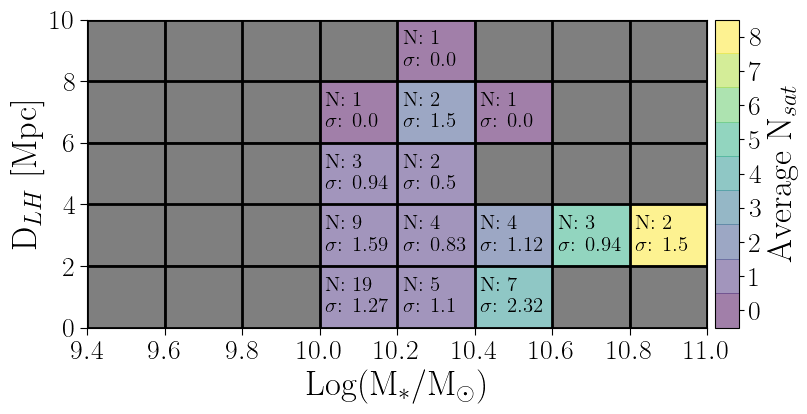 10
8
6
4
2
0
D_{LH} [Mpc]
N: 1
σ: 0.0
N: 1
σ: 0.0
N: 2
σ: 1.5
N: 1
σ: 0.0
N: 3
σ: 0.94
N: 2
σ: 0.5
N: 9
σ: 1.59
N: 4
σ: 0.83
N: 4
σ: 1.12
N: 3
σ: 0.94
N: 2
σ: 1.5
N: 19
σ: 1.27
N: 5
σ: 1.1
N: 7
σ: 2.32
9.4 9.6 9.8 10.0 10.2 10.4 10.6 10.8 11.0
Log(M_*/M_⊙)
8
7
6
5
4
3
2
1
0
Average N_{sat}